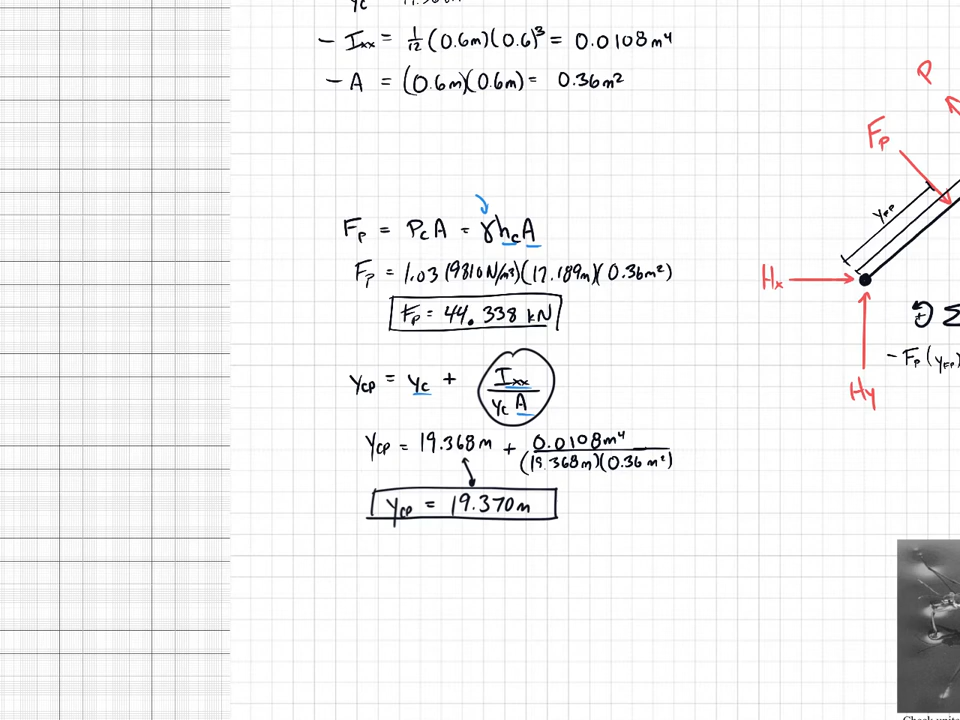 - Ixx = 1/12 (0.6m)(0.6)³ = 0.0108m⁴
- A = (0.6m)(0.6m) = 0.36m²
P
Fp
Fp = PcA = γhcA
yFP
Fp = 1.03(9810N/m³)(17.189m)(0.36m²)
Hx
Fp = 44.338 kN
Σ
- Fp(yFP)
ycp = yc + Ixx/ycA
Hy
ycp = 19.368m + 0.0108m⁴/(19.368m)(0.36m²)
ycp = 19.370m